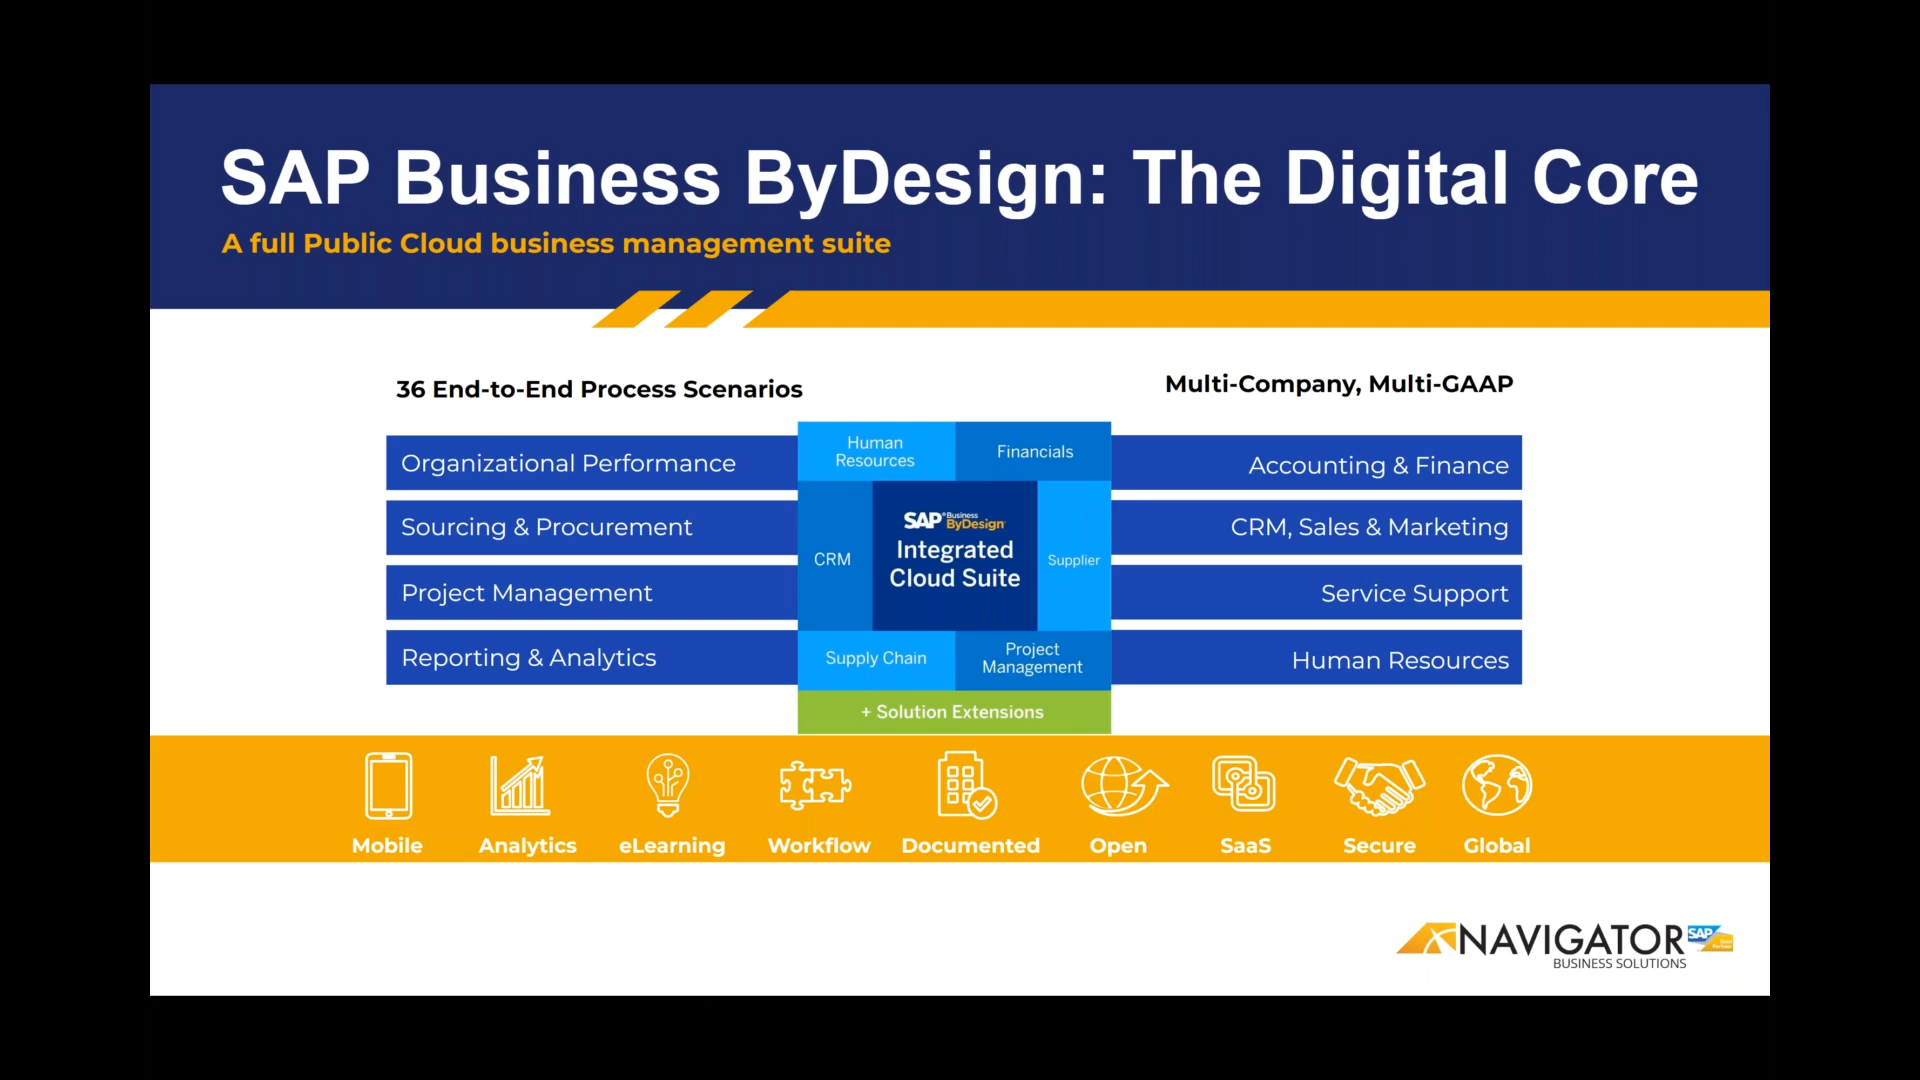 SAP Business ByDesign: The Digital Core
A full Public Cloud business management suite
36 End-to-End Process Scenarios
Multi-Company, Multi-GAAP
Organizational Performance
Sourcing & Procurement
Project Management
Reporting & Analytics
Human
Resources
Financials
CRM
SAP® Business
ByDesign
Integrated
Cloud Suite
Supplier
Supply Chain
Project
Management
+ Solution Extensions
Accounting & Finance
CRM, Sales & Marketing
Service Support
Human Resources
Mobile
Analytics
eLearning
Workflow
Documented
Open
SaaS
Secure
Global
NAVIGATOR
BUSINESS SOLUTIONS
SAP